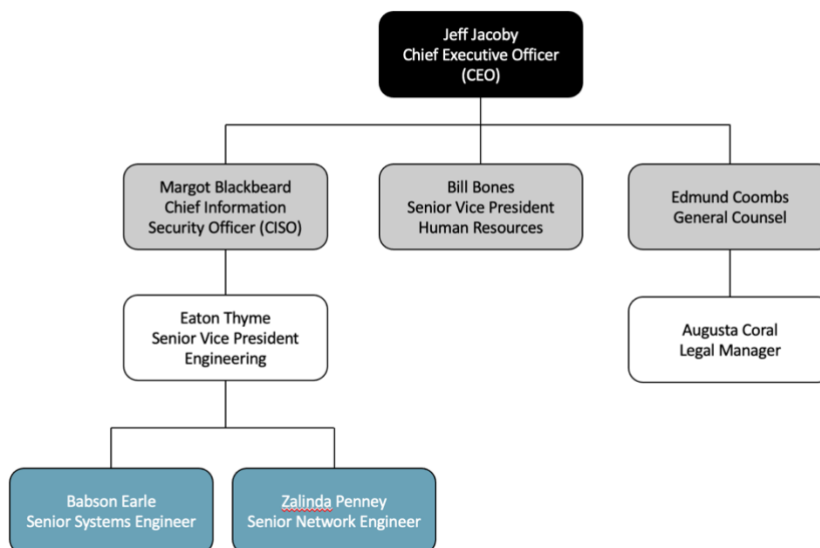 Jeff Jacoby
Chief Executive Officer
(CEO)
Margot Blackbeard
Chief Information
Security Officer (CISO)
Bill Bones
Senior Vice President
Human Resources
Edmund Coombs
General Counsel
Eaton Thyme
Senior Vice President
Engineering
Augusta Coral
Legal Manager
Babson Earle
Senior Systems Engineer
Zalinda Penney
Senior Network Engineer